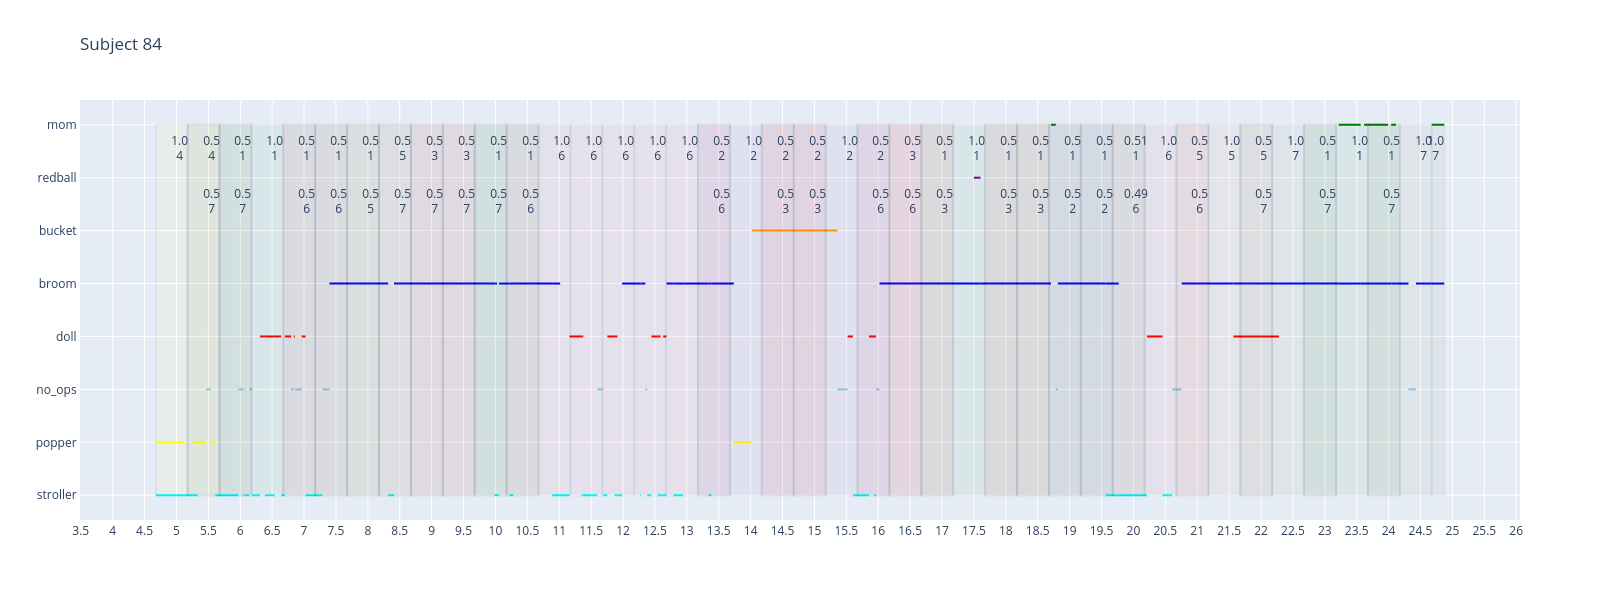 Subject 84
mom
1.0 0.5 0.5 1.0 0.5 0.5 0.5 0.5 0.5 0.5 0.5 0.5 1.0 1.0 1.0 1.0 1.0 0.5 1.0 0.5 0.5 1.0 0.5 0.5 0.5 1.0 0.5 0.5 0.5 0.5 0.51 1.0 0.5 1.0 0.5 1.0 0.5 1.0 0.5 1.0 1.0
4 4 1 1 1 1 1 5 3 3 1 1 6 6 6 6 6 2 2 2 2 2 2 3 1 1 1 1 1 1 1 6 5 5 5 7 1 1 1 7 7
redball
0.5 0.5 0.5 0.5 0.5 0.5 0.5 0.5 0.5 0.5 0.5 0.5 0.5 0.5 0.5 0.5 0.5 0.5 0.5 0.5 0.49 0.5 0.5 0.5 0.5
7 7 6 6 5 7 7 7 7 6 6 3 3 6 6 3 3 3 2 2 6 6 7 7 7
bucket
broom
doll
no_ops
popper
stroller
3.5 4 4.5 5 5.5 6 6.5 7 7.5 8 8.5 9 9.5 10 10.5 11 11.5 12 12.5 13 13.5 14 14.5 15 15.5 16 16.5 17 17.5 18 18.5 19 19.5 20 20.5 21 21.5 22 22.5 23 23.5 24 24.5 25 25.5 26